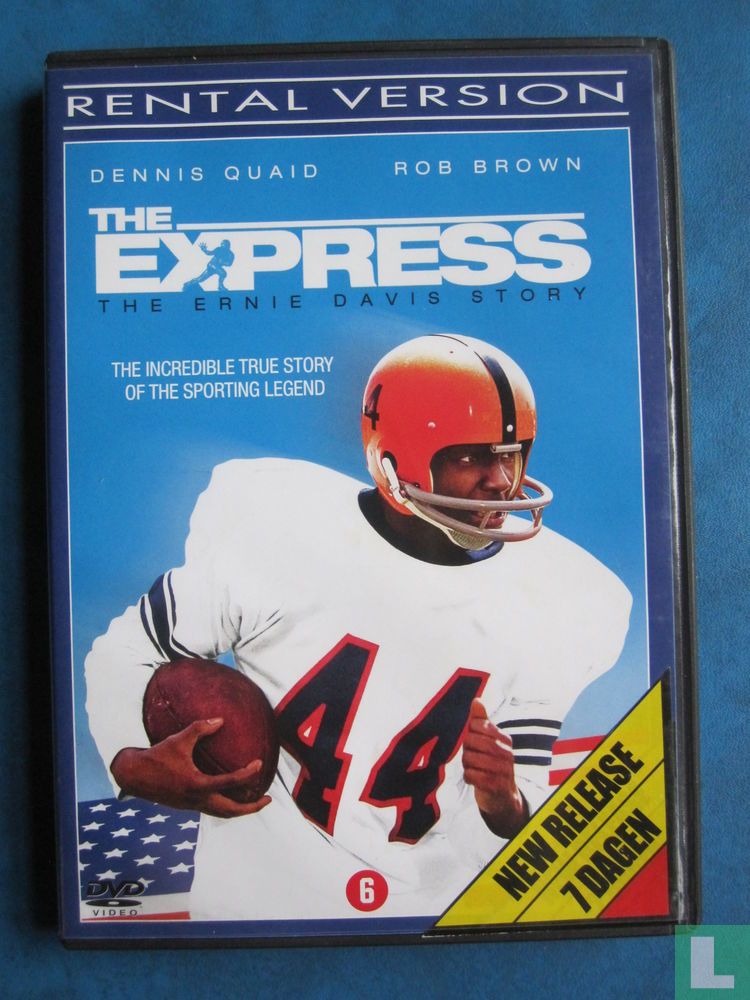 RENTAL VERSION
DENNIS QUAID ROB BROWN
THE
EXPRESS
THE ERNIE DAVIS STORY
THE INCREDIBLE TRUE STORY
OF THE SPORTING LEGEND
4
44
NEW RELEASE
7 DAGEN
6
DVD
VIDEO
L